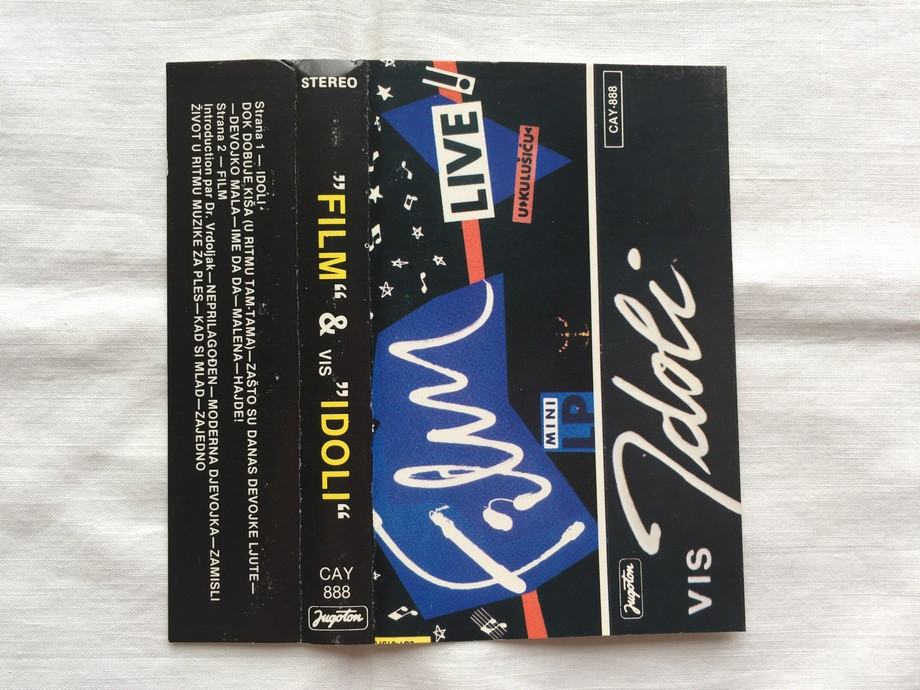 Strana 1 — IDOLI
DOK DOBUJE KIŠA (U RITMU TAM-TAMA)—ZAŠTO SU DANAS DEVOJKE LJUTE—
—DEVOJKO MALA—IME DA DA—MALENA—HAJDE!
Strana 2 — FILM
Introduction par Dr. Vrdoljak—NEPRILAGOĐEN—MODERNA DJEVOJKA—ZAMISLI
ŽIVOT U RITMU MUZIKE ZA PLES—KAD SI MLAD—ZAJEDNO
STEREO
"FILM" & VIS "IDOLI"
CAY
888
Jugoton
LIVE!!
U»KULUŠIĆU«
Film
MINI
LP
CAY-888
VIS Idoli
Jugoton